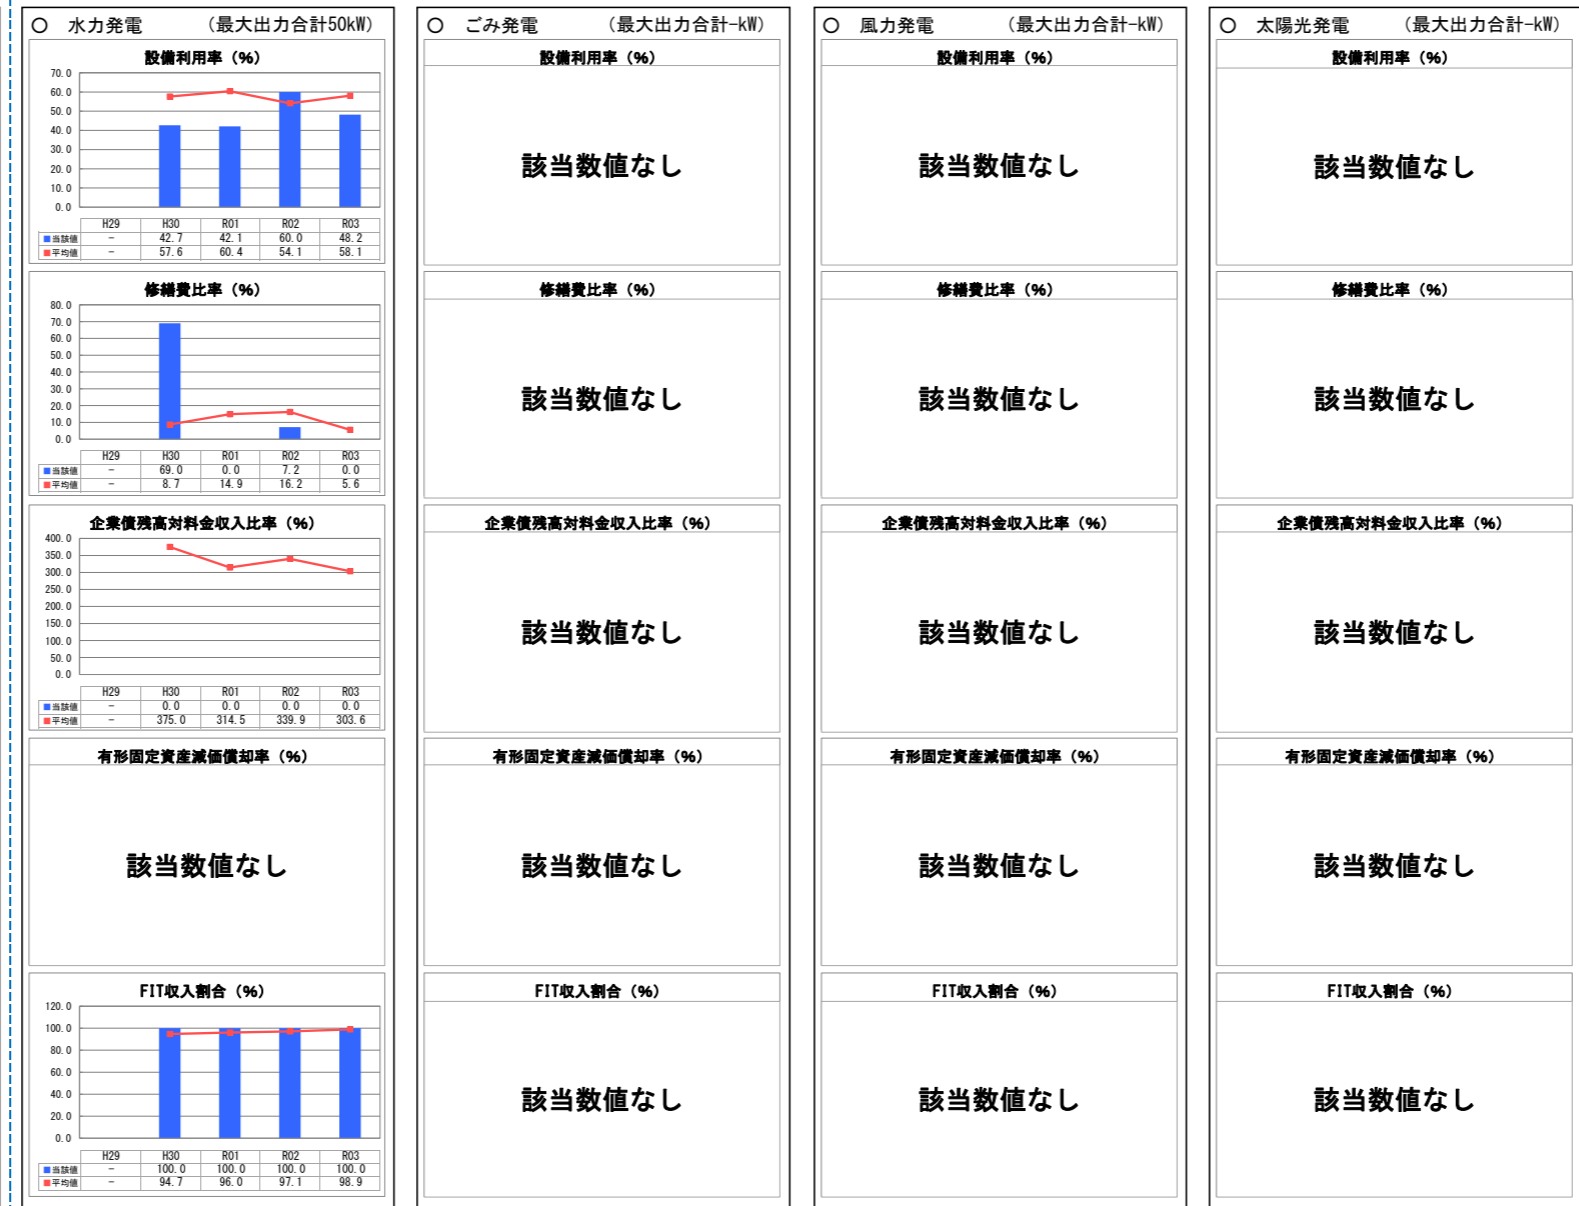 ○ 水力発電 （最大出力合計50kW）
設備利用率（%）
70.0
60.0
50.0
40.0
30.0
20.0
10.0
0.0
H29 H30 R01 R02 R03
■当該値 － 42.7 42.1 60.0 48.2
■平均値 － 57.6 60.4 54.1 58.1
修繕費比率（%）
80.0
70.0
60.0
50.0
40.0
30.0
20.0
10.0
0.0
H29 H30 R01 R02 R03
■当該値 － 69.0 0.0 7.2 0.0
■平均値 － 8.7 14.9 16.2 5.6
企業債残高対料金収入比率（%）
400.0
350.0
300.0
250.0
200.0
150.0
100.0
50.0
0.0
H29 H30 R01 R02 R03
■当該値 － 0.0 0.0 0.0 0.0
■平均値 － 375.0 314.5 339.9 303.6
有形固定資産減価償却率（%）
該当数値なし
FIT収入割合（%）
120.0
100.0
80.0
60.0
40.0
20.0
0.0
H29 H30 R01 R02 R03
■当該値 － 100.0 100.0 100.0 100.0
■平均値 － 94.7 96.0 97.1 98.9
○ ごみ発電 （最大出力合計-kW）
設備利用率（%）
該当数値なし
修繕費比率（%）
該当数値なし
企業債残高対料金収入比率（%）
該当数値なし
有形固定資産減価償却率（%）
該当数値なし
FIT収入割合（%）
該当数値なし
○ 風力発電 （最大出力合計-kW）
設備利用率（%）
該当数値なし
修繕費比率（%）
該当数値なし
企業債残高対料金収入比率（%）
該当数値なし
有形固定資産減価償却率（%）
該当数値なし
FIT収入割合（%）
該当数値なし
○ 太陽光発電 （最大出力合計-kW）
設備利用率（%）
該当数値なし
修繕費比率（%）
該当数値なし
企業債残高対料金収入比率（%）
該当数値なし
有形固定資産減価償却率（%）
該当数値なし
FIT収入割合（%）
該当数値なし